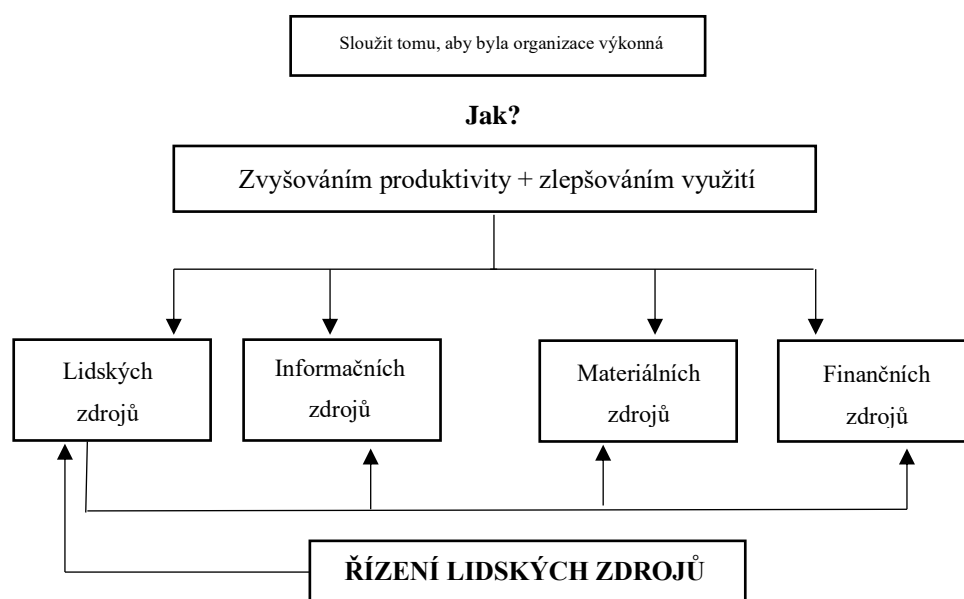 Sloužit tomu, aby byla organizace výkonná
Jak?
Zvyšováním produktivity + zlepšováním využití
Lidských
zdrojů
Informačních
zdrojů
Materiálních
zdrojů
Finančních
zdrojů
ŘÍZENÍ LIDSKÝCH ZDROJŮ